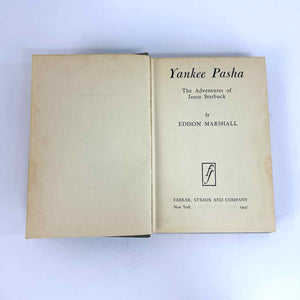 Yankee Pasha
The Adventures of
Jason Starbuck
by
EDISON MARSHALL
FARRAR, STRAUS AND COMPANY
New York 1947